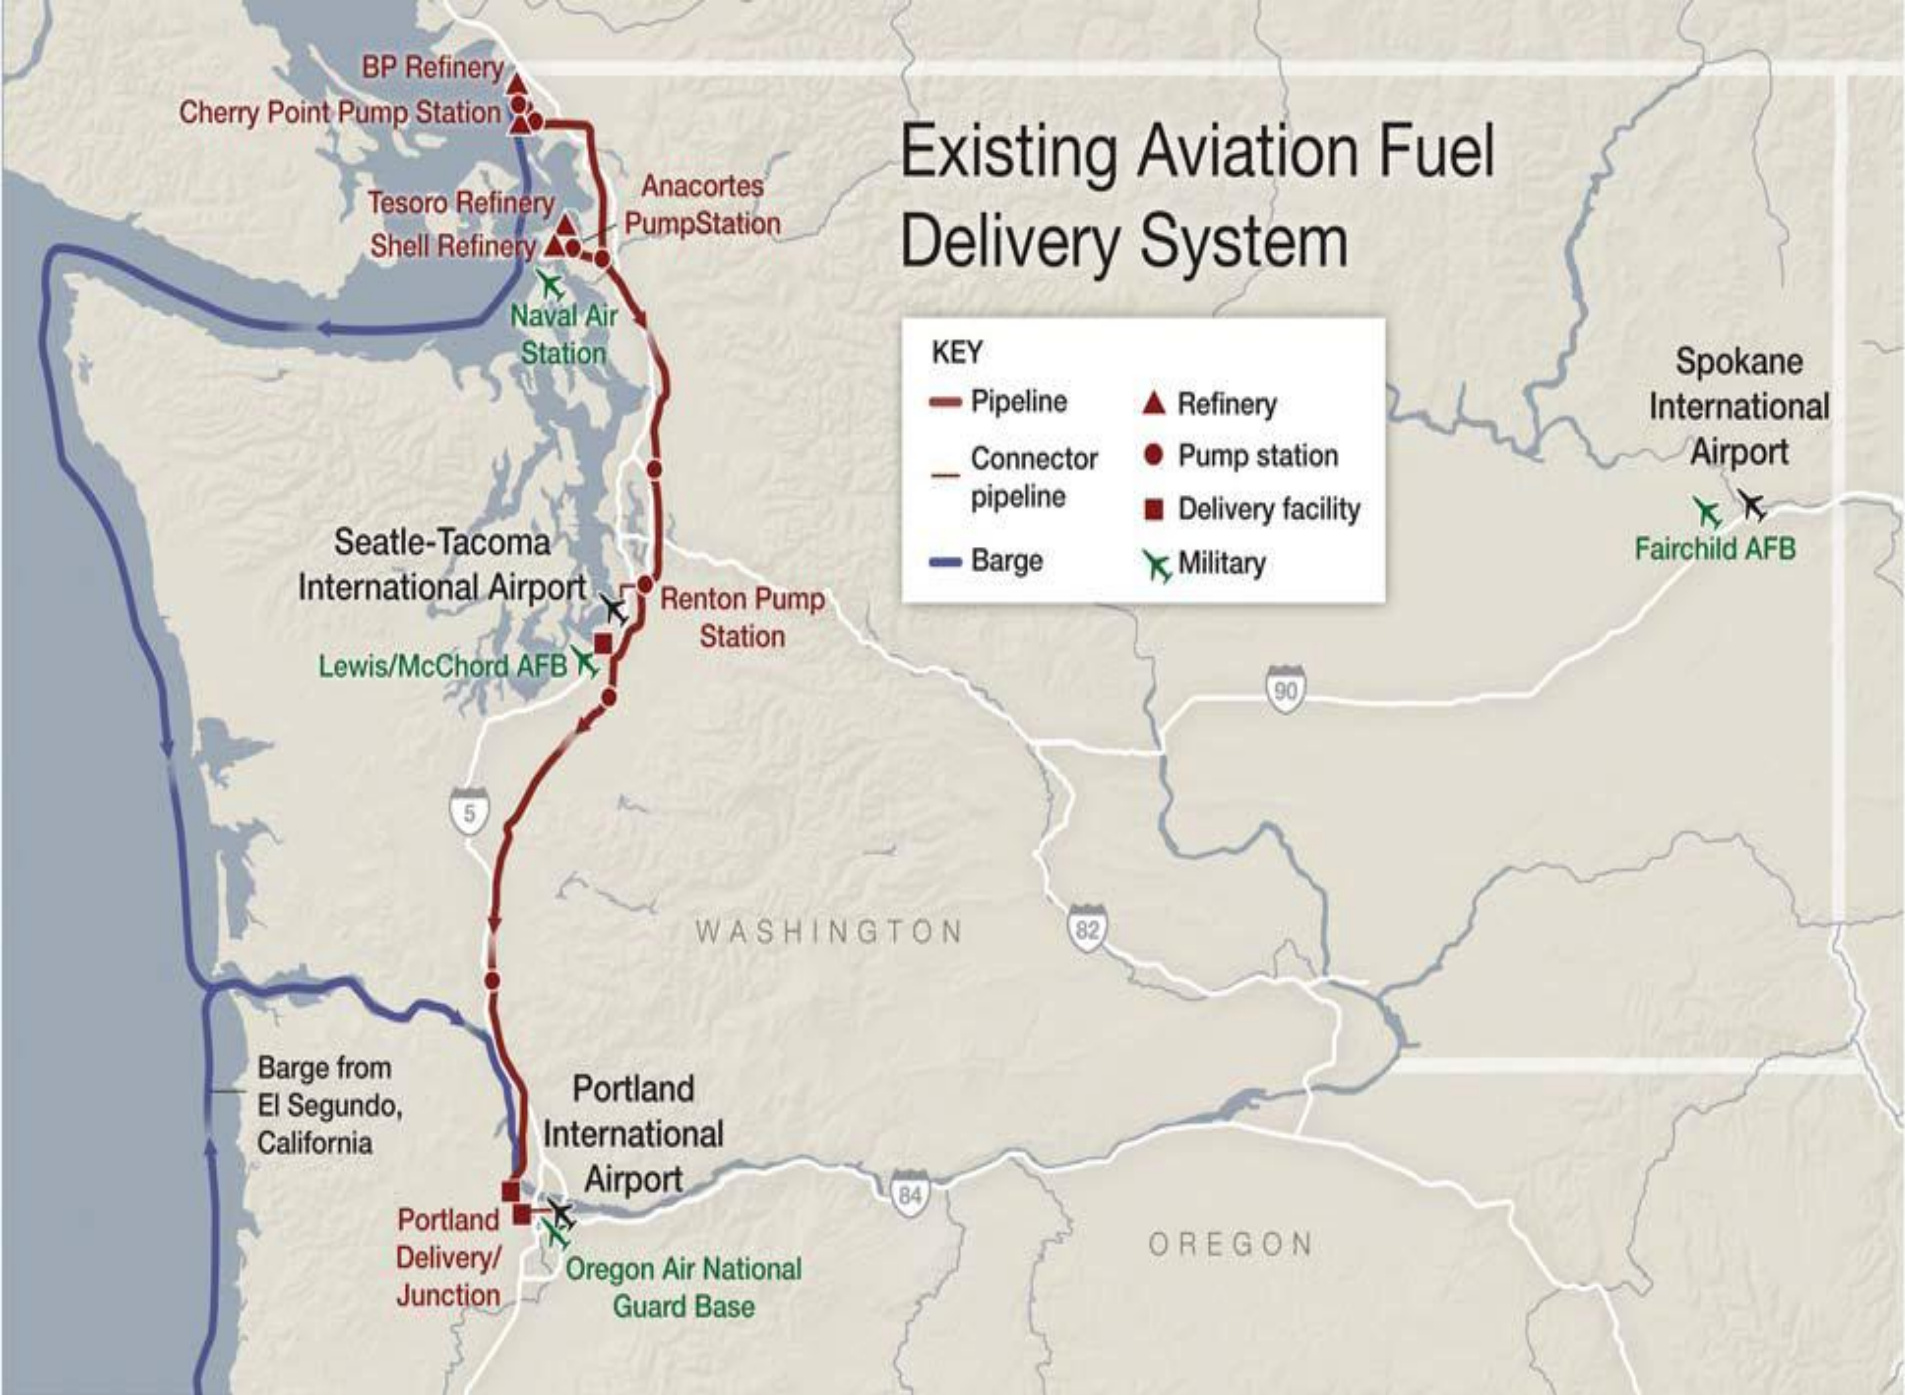 BP Refinery
Cherry Point Pump Station
Existing Aviation Fuel
Delivery System
Anacortes
PumpStation
Tesoro Refinery
Shell Refinery
Naval Air
Station
KEY
Pipeline
Connector
pipeline
Barge
Refinery
Pump station
Delivery facility
Military
Spokane
International
Airport
Fairchild AFB
Seatle-Tacoma
International Airport
Renton Pump
Station
Lewis/McChord AFB
90
5
WASHINGTON
82
Barge from
El Segundo,
California
Portland
International
Airport
84
Portland
Delivery/
Junction
OREGON
Oregon Air National
Guard Base